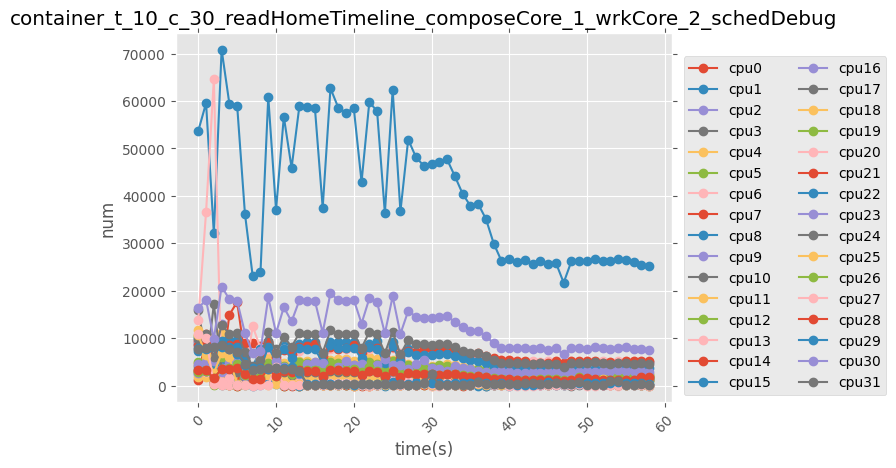 container_t_10_c_30_readHomeTimeline_composeCore_1_wrkCore_2_schedDebug
70000
60000
50000
40000
30000
20000
10000
0
num
0
10
20
30
40
50
60
time(s)
cpu0
cpu1
cpu2
cpu3
cpu4
cpu5
cpu6
cpu7
cpu8
cpu9
cpu10
cpu11
cpu12
cpu13
cpu14
cpu15
cpu16
cpu17
cpu18
cpu19
cpu20
cpu21
cpu22
cpu23
cpu24
cpu25
cpu26
cpu27
cpu28
cpu29
cpu30
cpu31